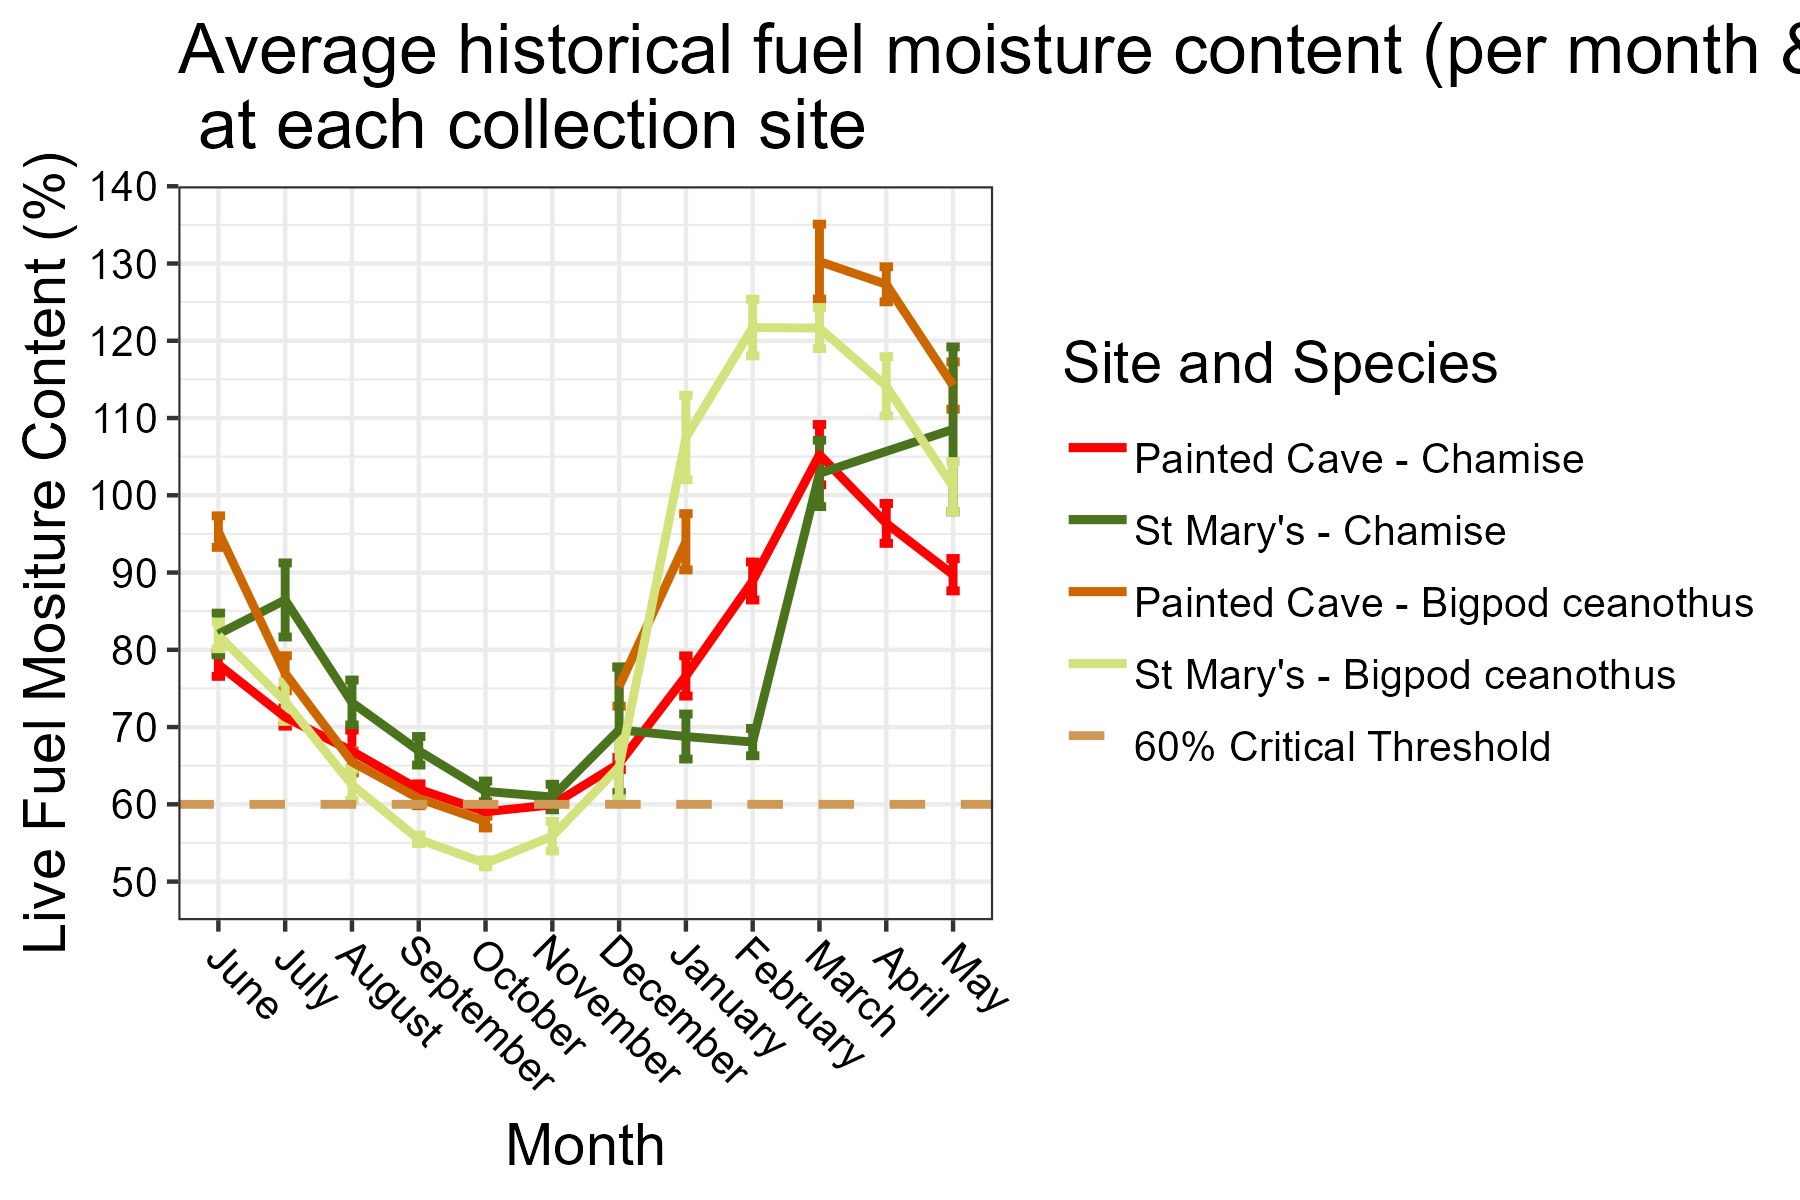 Average historical fuel moisture content (per month &
at each collection site
Live Fuel Mositure Content (%)
140
130
120
110
100
90
80
70
60
50
June
July
August
September
October
November
December
January
February
March
April
May
Month
Site and Species
Painted Cave - Chamise
St Mary's - Chamise
Painted Cave - Bigpod ceanothus
St Mary's - Bigpod ceanothus
60% Critical Threshold